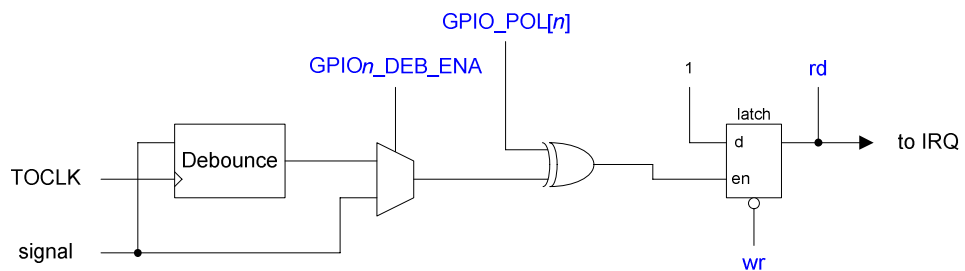 GPIO_POL[n]
GPIOn_DEB_ENA
1
rd
latch
Debounce
d
to IRQ
TOCLK
en
signal
wr